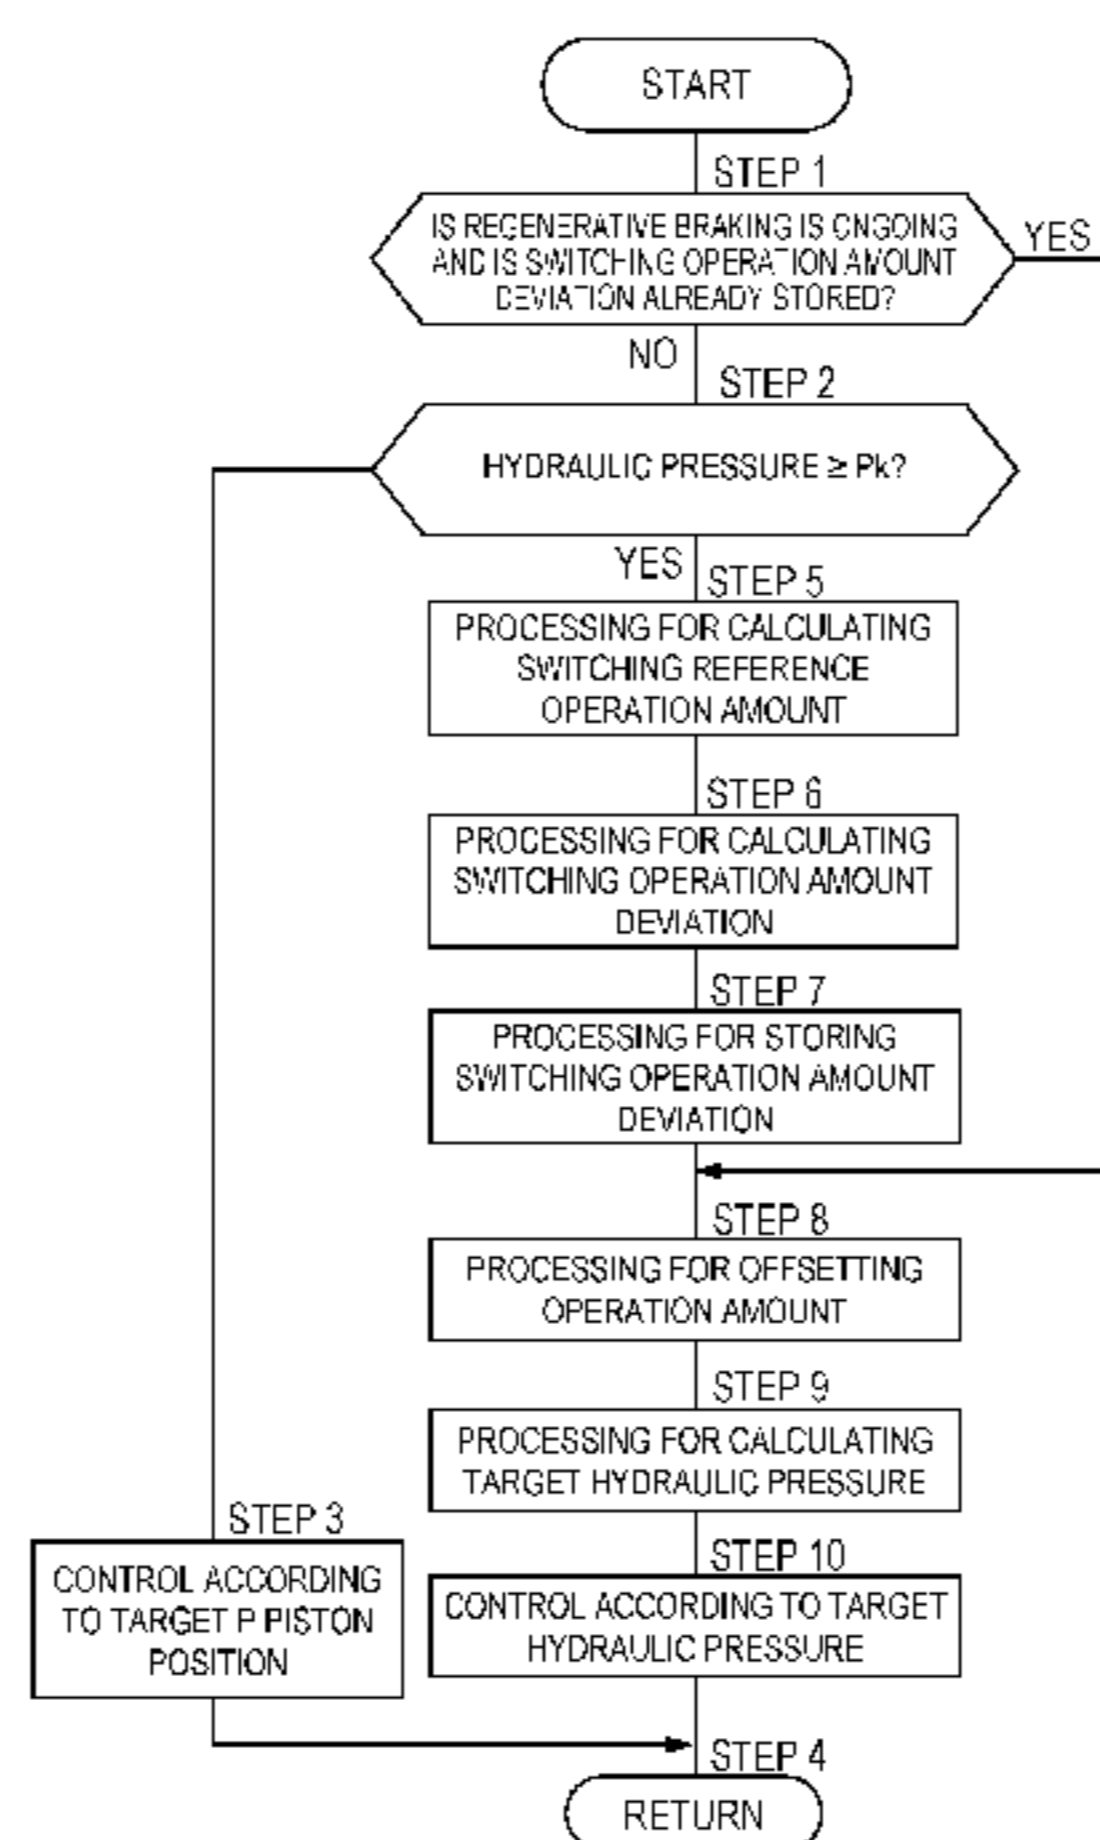 START
STEP 1
IS REGENERATIVE BRAKING IS ONGOING
AND IS SWITCHING OPERATION AMOUNT
DEVIATION ALREADY STORED?
YES
NO
STEP 2
HYDRAULIC PRESSURE ≥ Pk?
YES
STEP 5
PROCESSING FOR CALCULATING
SWITCHING REFERENCE
OPERATION AMOUNT
STEP 6
PROCESSING FOR CALCULATING
SWITCHING OPERATION AMOUNT
DEVIATION
STEP 7
PROCESSING FOR STORING
SWITCHING OPERATION AMOUNT
DEVIATION
STEP 8
PROCESSING FOR OFFSETTING
OPERATION AMOUNT
STEP 9
PROCESSING FOR CALCULATING
TARGET HYDRAULIC PRESSURE
STEP 3
CONTROL ACCORDING
TO TARGET P PISTON
POSITION
STEP 10
CONTROL ACCORDING TO TARGET
HYDRAULIC PRESSURE
STEP 4
RETURN